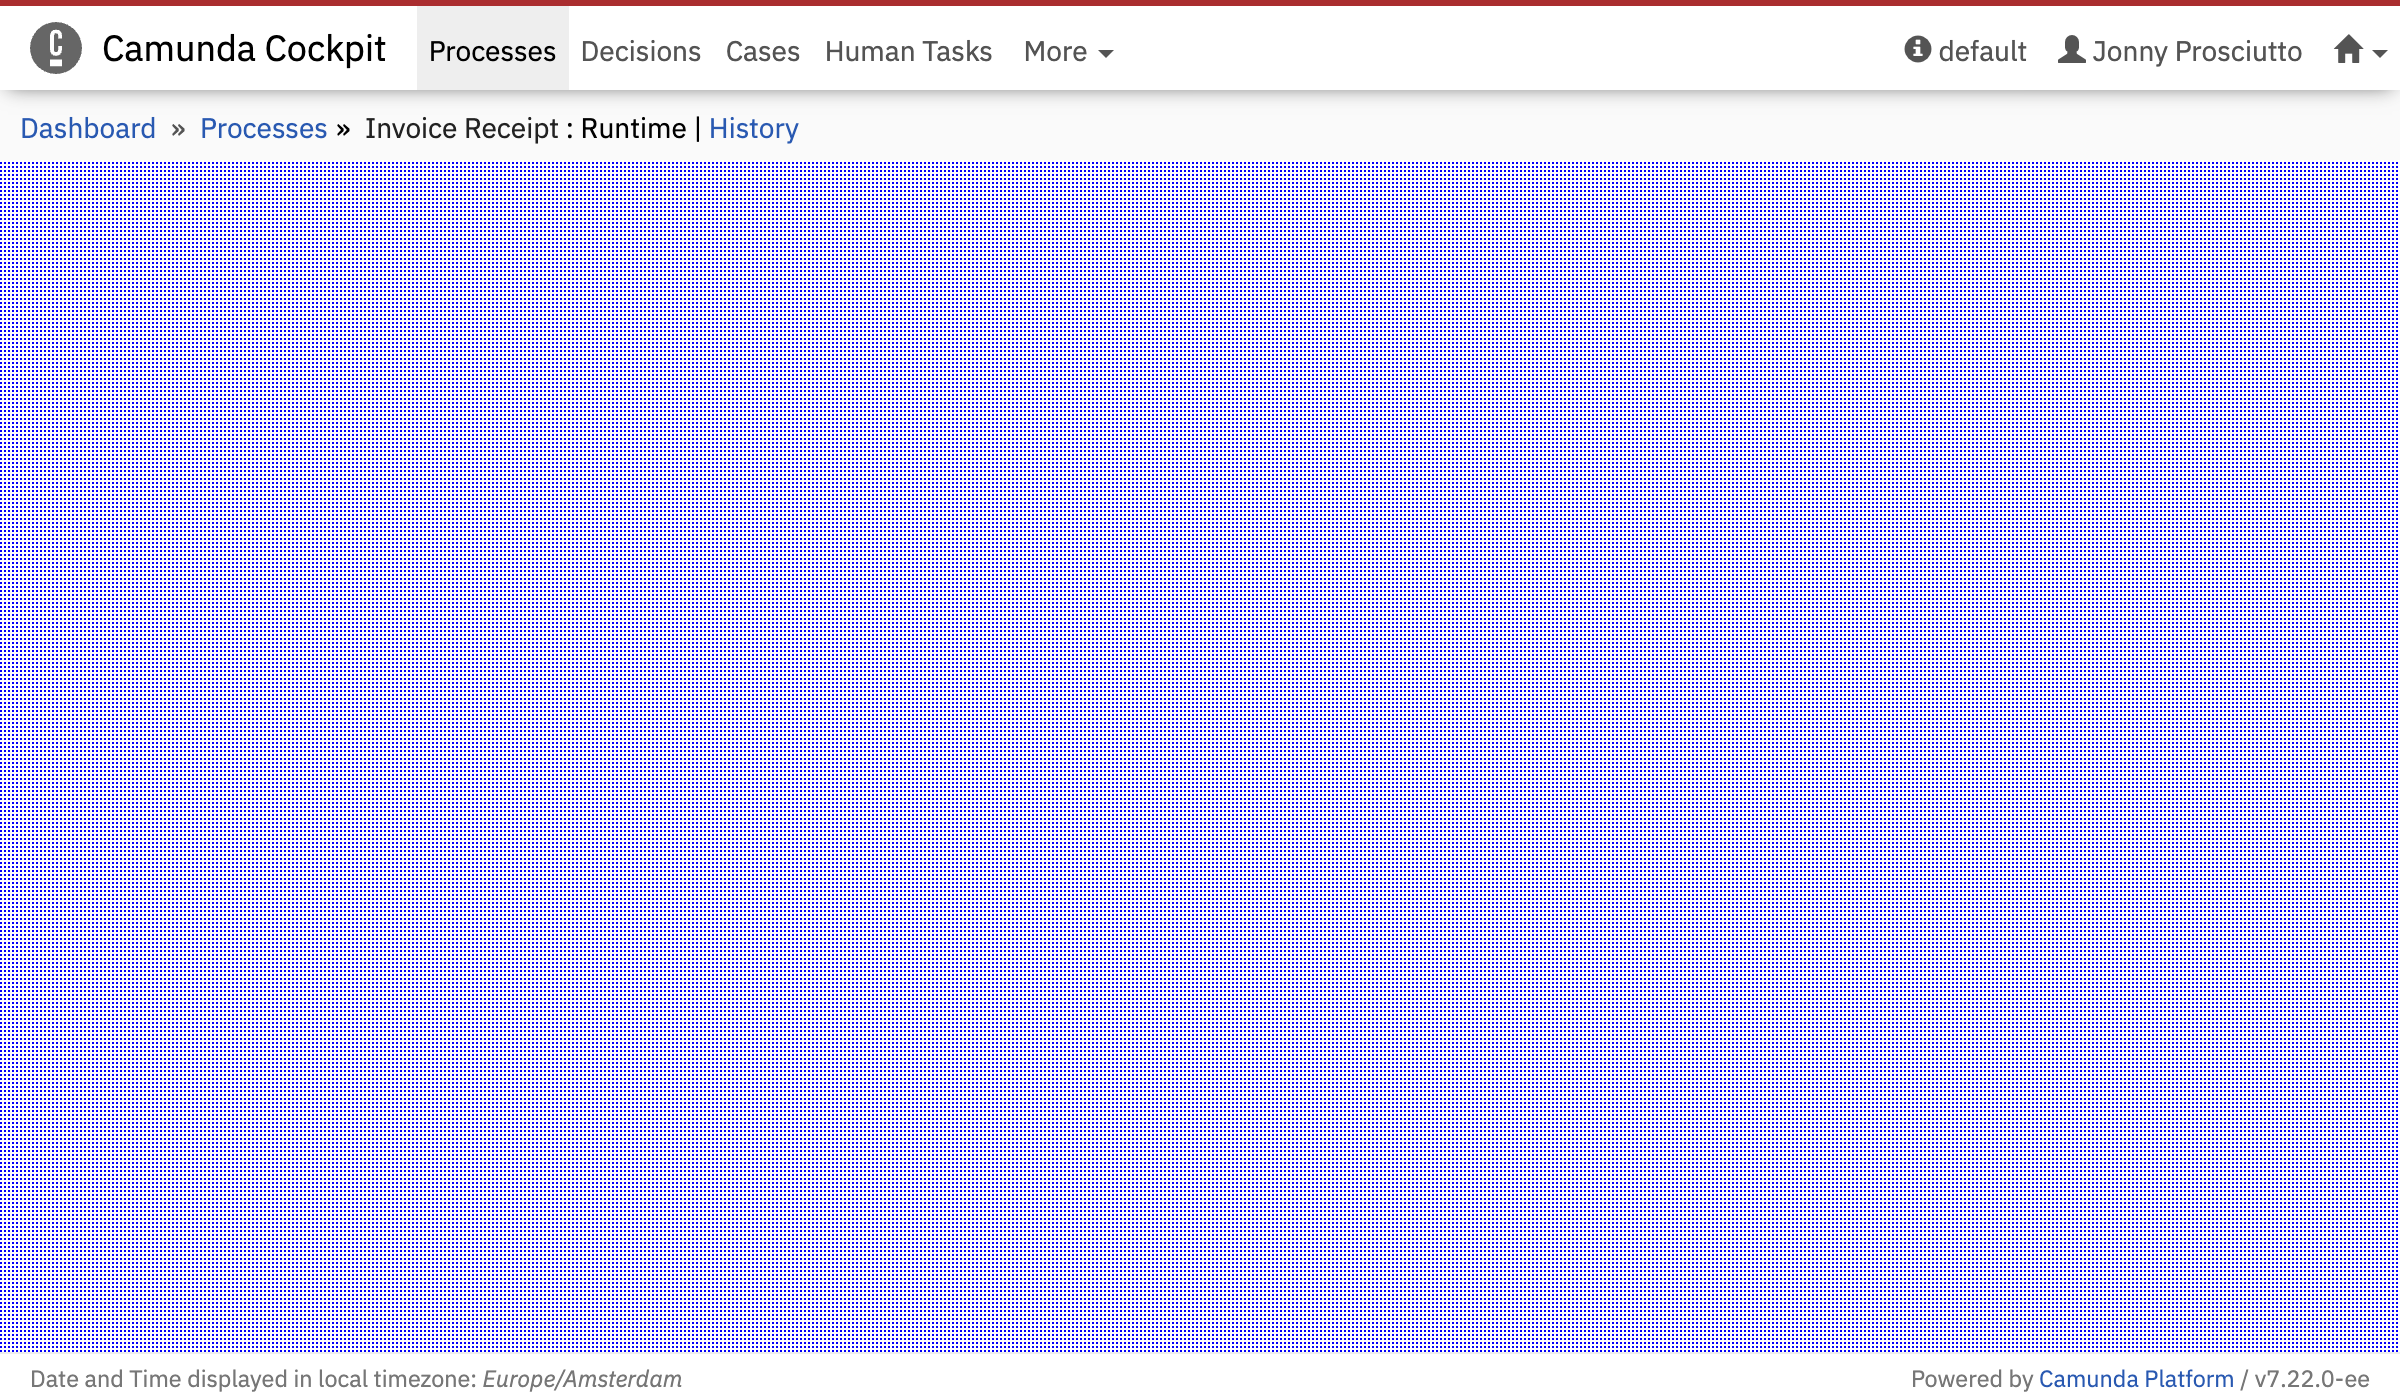 Camunda Cockpit Processes Decisions Cases Human Tasks More default Jonny Prosciutto
Dashboard » Processes » Invoice Receipt : Runtime | History
Date and Time displayed in local timezone: Europe/Amsterdam Powered by Camunda Platform / v7.22.0-ee